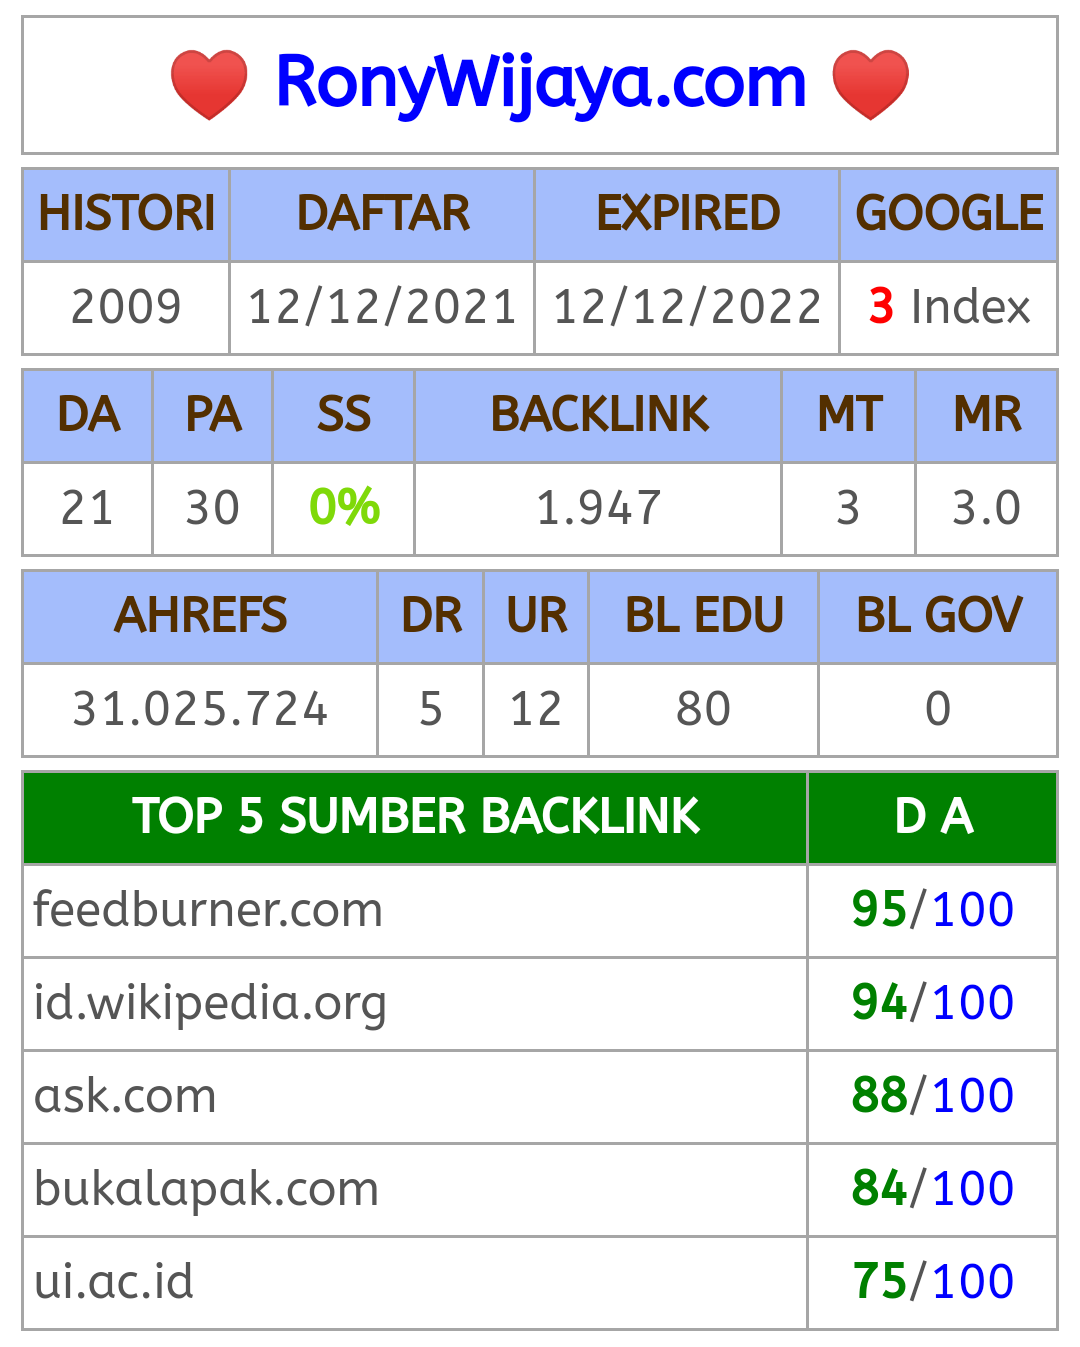 ❤️ RonyWijaya.com ❤️
HISTORI DAFTAR EXPIRED GOOGLE
2009 12/12/2021 12/12/2022 3 Index
DA PA SS BACKLINK MT MR
21 30 0% 1.947 3 3.0
AHREFS DR UR BL EDU BL GOV
31.025.724 5 12 80 0
TOP 5 SUMBER BACKLINK D A
feedburner.com 95/100
id.wikipedia.org 94/100
ask.com 88/100
bukalapak.com 84/100
ui.ac.id 75/100